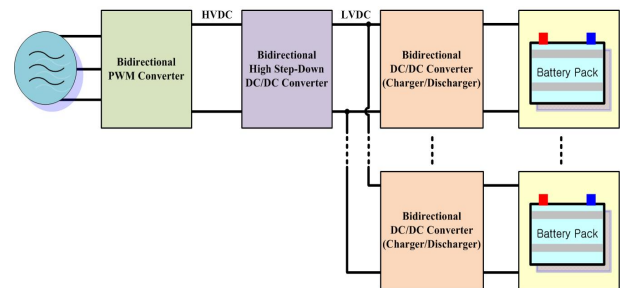 HVDC
LVDC
Bidirectional
PWM Converter
Bidirectional
High Step-Down
DC/DC Converter
Bidirectional
DC/DC Converter
(Charger/Discharger)
Battery Pack
Bidirectional
DC/DC Converter
(Charger/Discharger)
Battery Pack